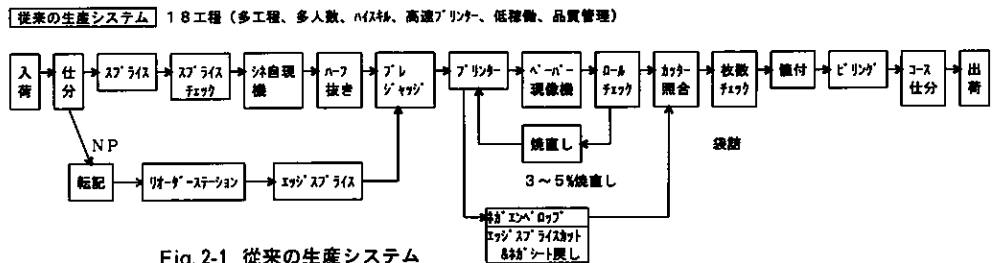 従来の生産システム １８工程（多工程、多人数、ﾊｲｽｷﾙ、高速ﾌﾟﾘﾝﾀｰ、低稼働、品質管理）
入荷
仕分
ｽﾌﾟﾗｲｽ
ｽﾌﾟﾗｲｽ
ﾁｪｯｸ
ｼﾈ自現
機
ﾊｰﾌ
抜き
ﾌﾟﾚ
ｼﾞｬｯｼﾞ
ﾌﾟﾘﾝﾀｰ
ﾍﾟｰﾊﾟｰ
現像機
ﾛｰﾙ
ﾁｪｯｸ
ｶｯﾀｰ
照合
枚数
ﾁｪｯｸ
値付
ﾋﾞﾘﾝｸﾞ
ｺｰｽ
仕分
出荷
焼直し
袋詰
３～５%焼直し
ＮＰ
転記
ﾘｵｰﾀﾞｰｽﾃｰｼｮﾝ
ｴｯｼﾞｽﾌﾟﾗｲｽ
ﾈｶﾞｴﾝﾍﾞﾛｯﾌﾟ
ｴｯｼﾞｽﾌﾟﾗｲｽｶｯﾄ
&ﾈｶﾞｼｰﾄ戻し
Fig. 2-1 従来の生産システム